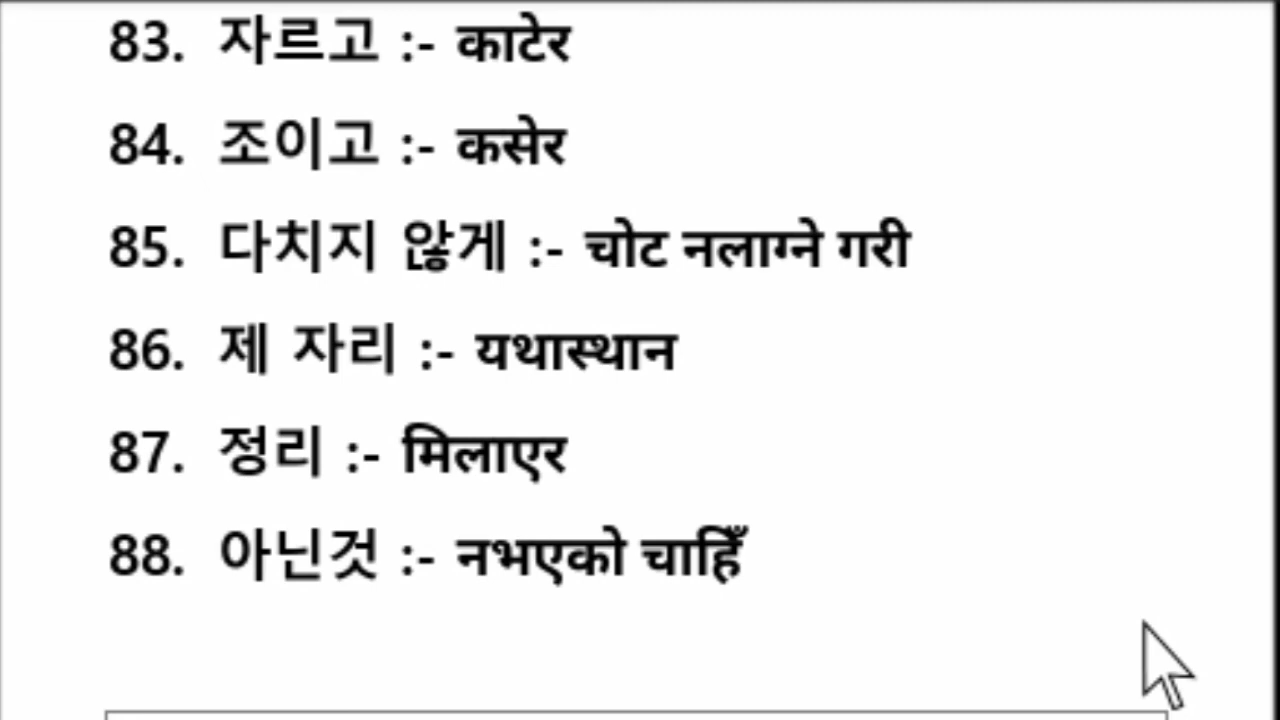 83. 자르고 :- काटेर
84. 조이고 :- कसेर
85. 다치지 않게 :- चोट नलाग्ने गरी
86. 제 자리 :- यथास्थान
87. 정리 :- मिलाएर
88. 아닌것 :- नभएको चाहिँ